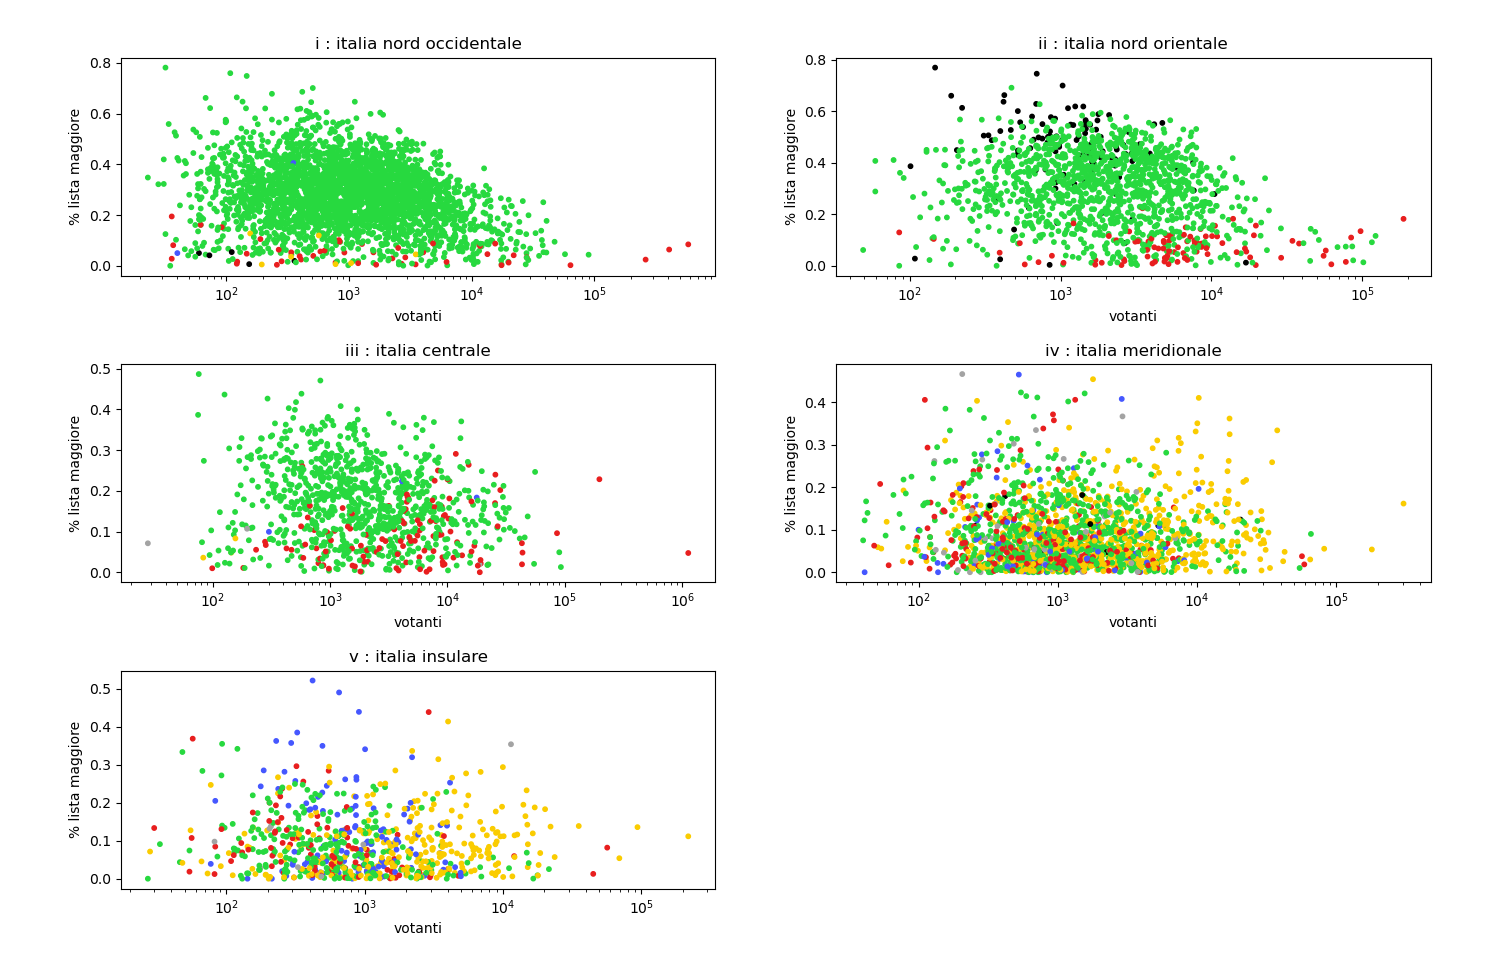 i : italia nord occidentale
% lista maggiore
0.8
0.6
0.4
0.2
0.0
10² 10³ 10⁴ 10⁵
votanti
ii : italia nord orientale
% lista maggiore
0.8
0.6
0.4
0.2
0.0
10² 10³ 10⁴ 10⁵
votanti
iii : italia centrale
% lista maggiore
0.5
0.4
0.3
0.2
0.1
0.0
10² 10³ 10⁴ 10⁵ 10⁶
votanti
iv : italia meridionale
% lista maggiore
0.4
0.3
0.2
0.1
0.0
10² 10³ 10⁴ 10⁵
votanti
v : italia insulare
% lista maggiore
0.5
0.4
0.3
0.2
0.1
0.0
10² 10³ 10⁴ 10⁵
votanti